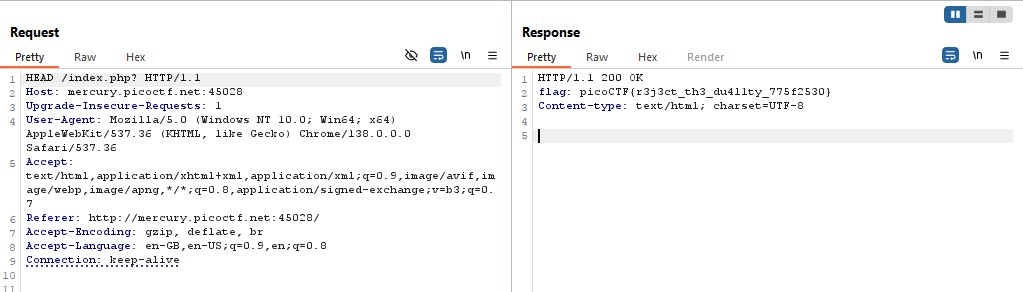 Request
Pretty Raw Hex \n
1 HEAD /index.php? HTTP/1.1
2 Host: mercury.picoctf.net:45028
3 Upgrade-Insecure-Requests: 1
4 User-Agent: Mozilla/5.0 (Windows NT 10.0; Win64; x64)
AppleWebKit/537.36 (KHTML, like Gecko) Chrome/138.0.0.0
Safari/537.36
5 Accept:
text/html,application/xhtml+xml,application/xml;q=0.9,image/avif,im
age/webp,image/apng,*/*;q=0.8,application/signed-exchange;v=b3;q=0.
7
6 Referer: http://mercury.picoctf.net:45028/
7 Accept-Encoding: gzip, deflate, br
8 Accept-Language: en-GB,en-US;q=0.9,en;q=0.8
9 Connection: keep-alive
10
11
Response
Pretty Raw Hex Render \n
1 HTTP/1.1 200 OK
2 flag: picoCTF{r3j3ct_th3_du4l1ty_775f2530}
3 Content-type: text/html; charset=UTF-8
4
5